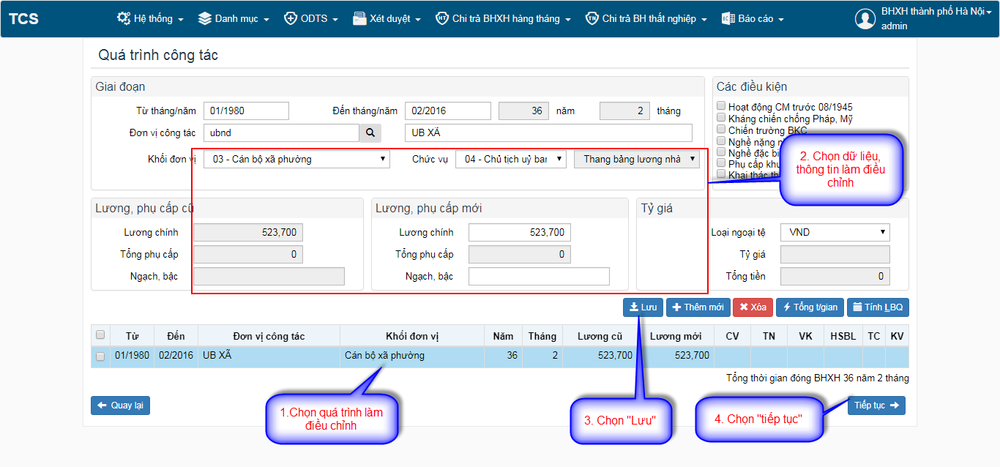 TCS Hệ thống Danh mục ODTS Xét duyệt Chi trả BHXH hàng tháng Chi trả BH thất nghiệp Báo cáo BHXH thành phố Hà Nội
admin
Quá trình công tác
Giai đoạn
Từ tháng/năm 01/1980 Đến tháng/năm 02/2016 36 năm 2 tháng
Đơn vị công tác ubnd UB XÃ
Khối đơn vị 03 - Cán bộ xã phường Chức vụ 04 - Chủ tịch uỷ bar Thang bảng lương nhà
Các điều kiện
Hoạt động CM trước 08/1945
Kháng chiến chống Pháp, Mỹ
Chiến trường BKC
Nghề nặng
Nghề đặc bi
Phụ cấp khu
Khai thác th
2. Chọn dữ liệu,
thông tin làm điều
chỉnh
Lương, phụ cấp cũ
Lương chính 523,700
Tổng phụ cấp 0
Ngạch, bậc
Lương, phụ cấp mới
Lương chính 523,700
Tổng phụ cấp 0
Ngạch, bậc
Tỷ giá
Loại ngoại tệ VND
Tỷ giá
Tổng tiền 0
Lưu Thêm mới Xóa Tổng t/gian Tính LBQ
Từ Đến Đơn vị công tác Khối đơn vị Năm Tháng Lương cũ Lương mới CV TN VK HSBL TC KV
01/1980 02/2016 UB XÃ Cán bộ xã phường 36 2 523,700 523,700
Tổng thời gian đóng BHXH 36 năm 2 tháng
Quay lại Tiếp tục
1.Chọn quá trình làm
điều chỉnh
3. Chọn "Lưu"
4. Chọn "tiếp tục"